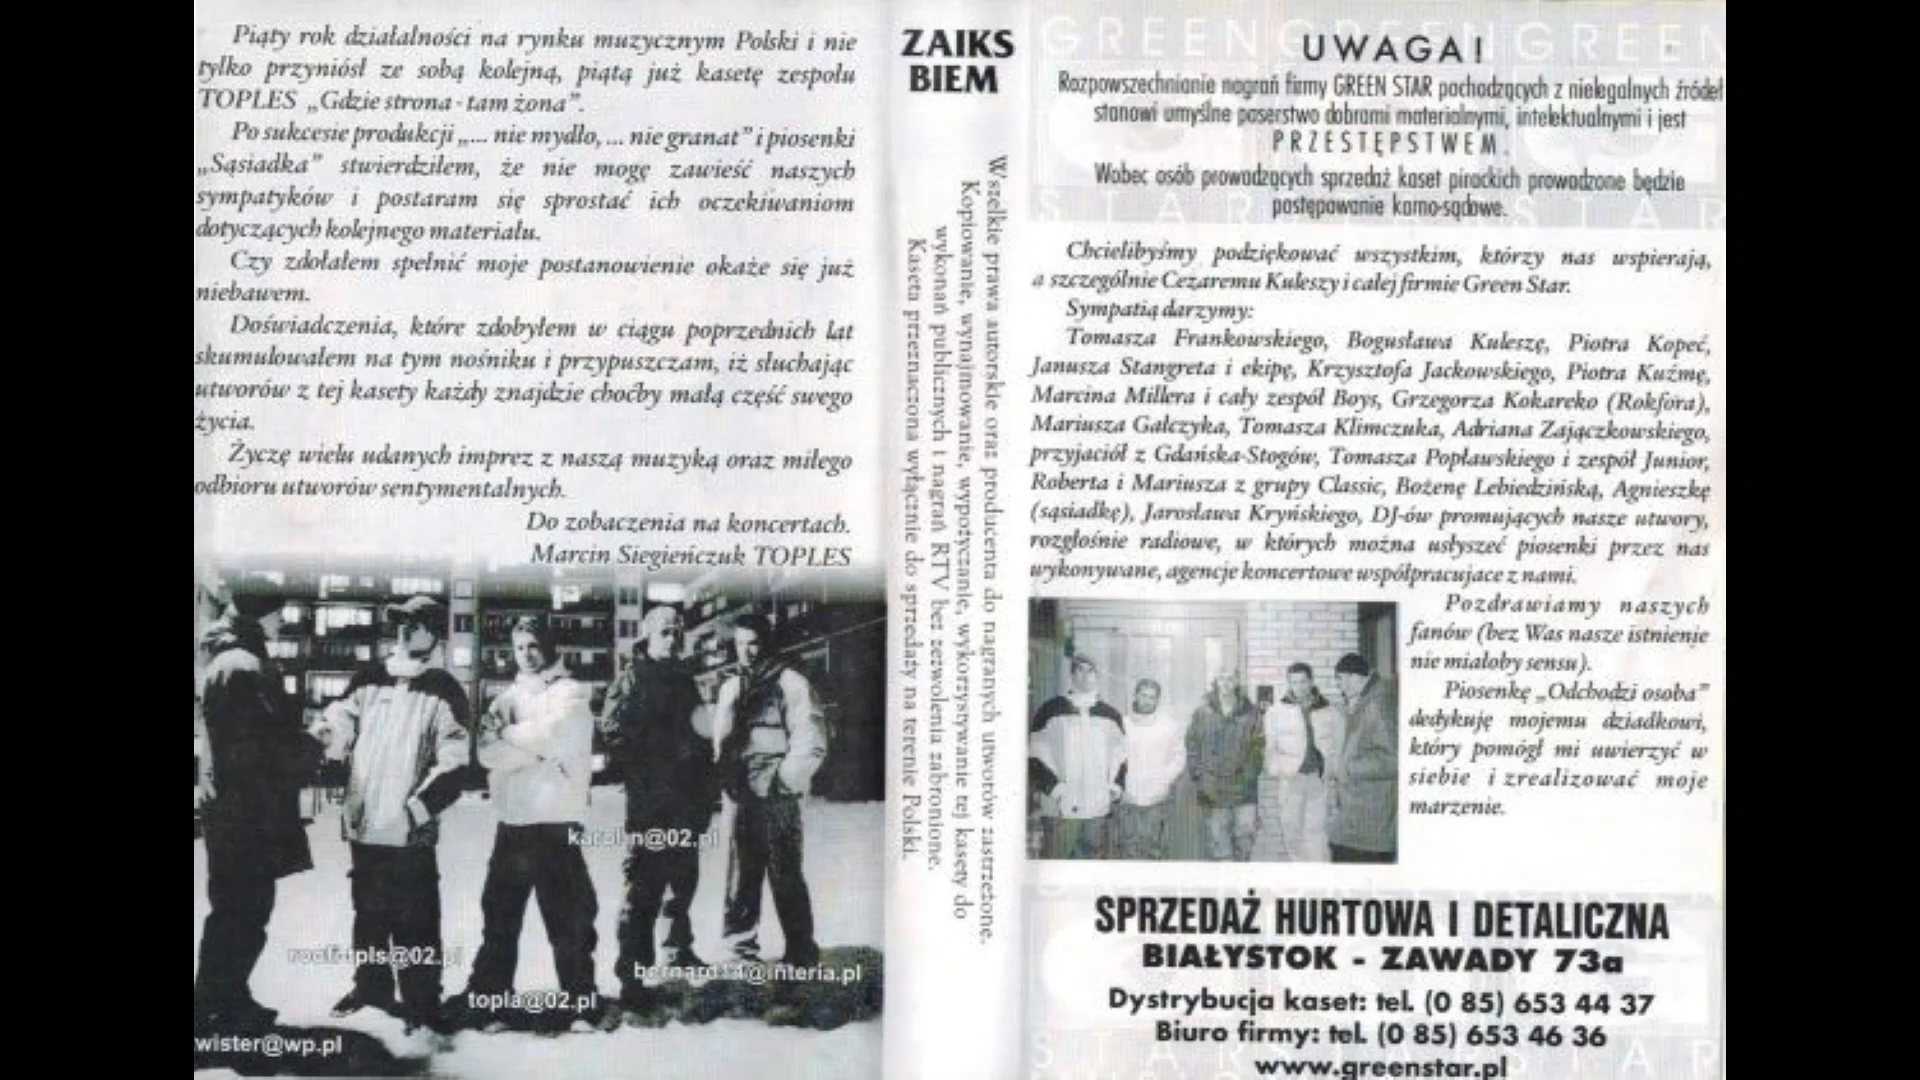 Piąty rok działalności na rynku muzycznym Polski i nie
tylko przyniósł ze sobą kolejną, piątą już kasetę zespołu
TOPLES „Gdzie strona - tam żona”.
Po sukcesie produkcji „... nie mydło, ... nie granat” i piosenki
„Sąsiadka” stwierdziłem, że nie mogę zawieść naszych
sympatyków i postaram się sprostać ich oczekiwaniom
dotyczących kolejnego materiału.
Czy zdołałem spełnić moje postanowienie okaże się już
niebawem.
Doświadczenia, które zdobyłem w ciągu poprzednich lat
skumulowałem na tym nośniku i przypuszczam, iż słuchając
utworów z tej kasety każdy znajdzie choćby małą część swego
życia.
Życzę wielu udanych imprez z naszą muzyką oraz miłego
odbioru utworów sentymentalnych.
Do zobaczenia na koncertach.
Marcin Siegieńczuk TOPLES
bernard14@interia.pl
topla@02.pl
wister@wp.pl
ZAIKS
BIEM
Wszelkie prawa autorskie oraz producenta do nagranych utworów zastrzeżone.
Kopiowanie, wynajmowanie, wypożyczanie, wykorzystywanie tej kasety do
wykonań publicznych i nagrań RTV bez zezwolenia zabronione.
Kaseta przeznaczona wyłącznie do sprzedaży na terenie Polski.
GREEN GREEN GREEN
UWAGA!
Rozpowszechnianie nagrań firmy GREEN STAR pochodzących z nielegalnych źródeł
stanowi umyślne paserstwo dobrami materialnymi, intelektualnymi i jest
PRZESTĘPSTWEM.
Wobec osób prowadzących sprzedaż kaset pirackich prowadzone będzie
postępowanie karno-sądowe.
Chcielibyśmy podziękować wszystkim, którzy nas wspierają,
a szczególnie Cezaremu Kuleszy i całej firmie Green Star.
Sympatią darzymy:
Tomasza Frankowskiego, Bogusława Kuleszę, Piotra Kopeć,
Janusza Stangreta i ekipę, Krzysztofa Jackowskiego, Piotra Kuźmę,
Marcina Millera i cały zespół Boys, Grzegorza Kokareko (Rokfora),
Mariusza Gałczyka, Tomasza Klimczuka, Adriana Zajączkowskiego,
przyjaciół z Gdańska-Stogów, Tomasza Popławskiego i zespół Junior,
Roberta i Mariusza z grupy Classic, Bożenę Lebiedzińską, Agnieszkę
(sąsiadkę), Jarosława Kryńskiego, DJ-ów promujących nasze utwory,
rozgłośnie radiowe, w których można usłyszeć piosenki przez nas
wykonywane, agencje koncertowe współpracujace z nami.
Pozdrawiamy naszych
fanów (bez Was nasze istnienie
nie miałoby sensu).
Piosenkę „Odchodzi osoba”
dedykuję mojemu dziadkowi,
który pomógł mi uwierzyć w
siebie i zrealizować moje
marzenie.
SPRZEDAŻ HURTOWA I DETALICZNA
BIAŁYSTOK - ZAWADY 73a
Dystrybucja kaset: tel. (0 85) 653 44 37
Biuro firmy: tel. (0 85) 653 46 36
www.greenstar.pl